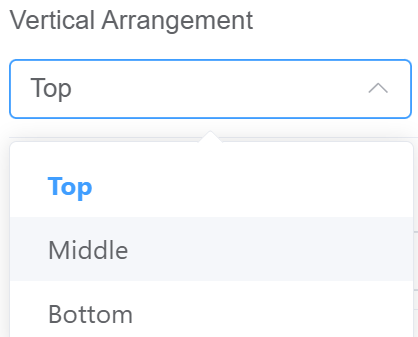 Vertical Arrangement
Top
Top
Middle
Bottom